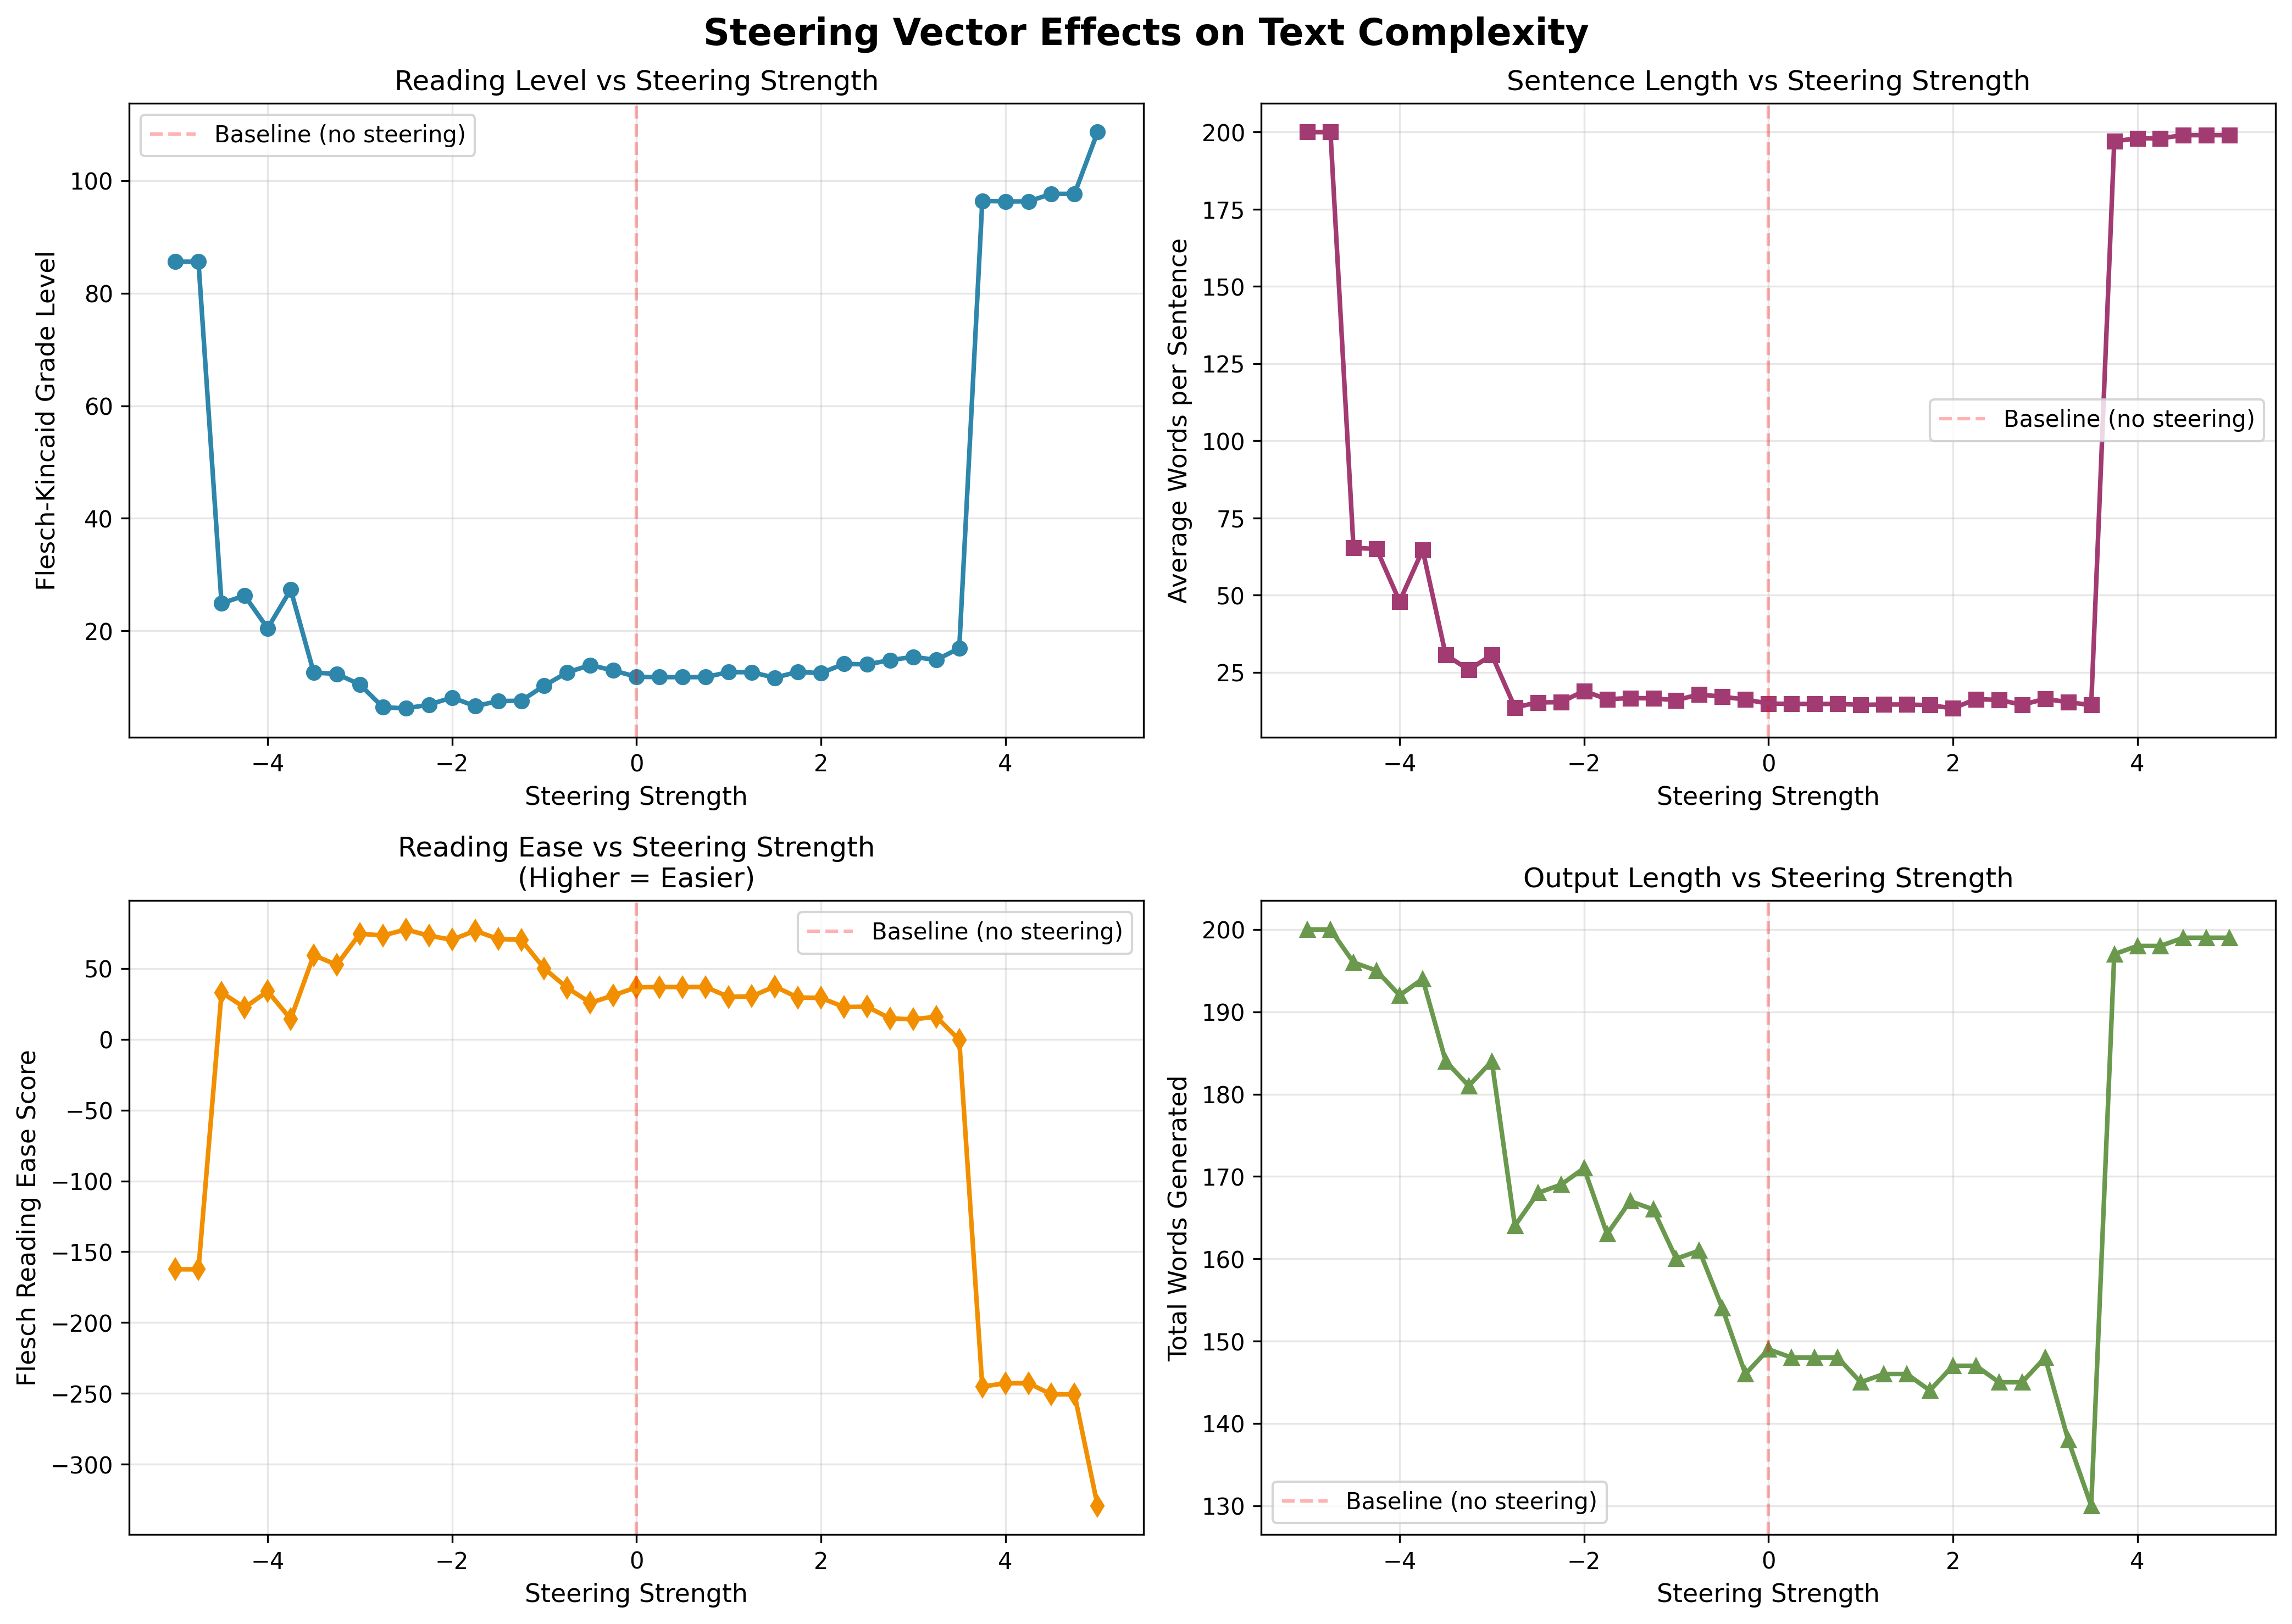 Steering Vector Effects on Text Complexity
Reading Level vs Steering Strength
Baseline (no steering)
Flesch-Kincaid Grade Level
100
80
60
40
20
−4
−2
0
2
4
Steering Strength
Sentence Length vs Steering Strength
Baseline (no steering)
Average Words per Sentence
200
175
150
125
100
75
50
25
−4
−2
0
2
4
Steering Strength
Reading Ease vs Steering Strength
(Higher = Easier)
Baseline (no steering)
Flesch Reading Ease Score
50
0
−50
−100
−150
−200
−250
−300
−4
−2
0
2
4
Steering Strength
Output Length vs Steering Strength
Baseline (no steering)
Total Words Generated
200
190
180
170
160
150
140
130
−4
−2
0
2
4
Steering Strength